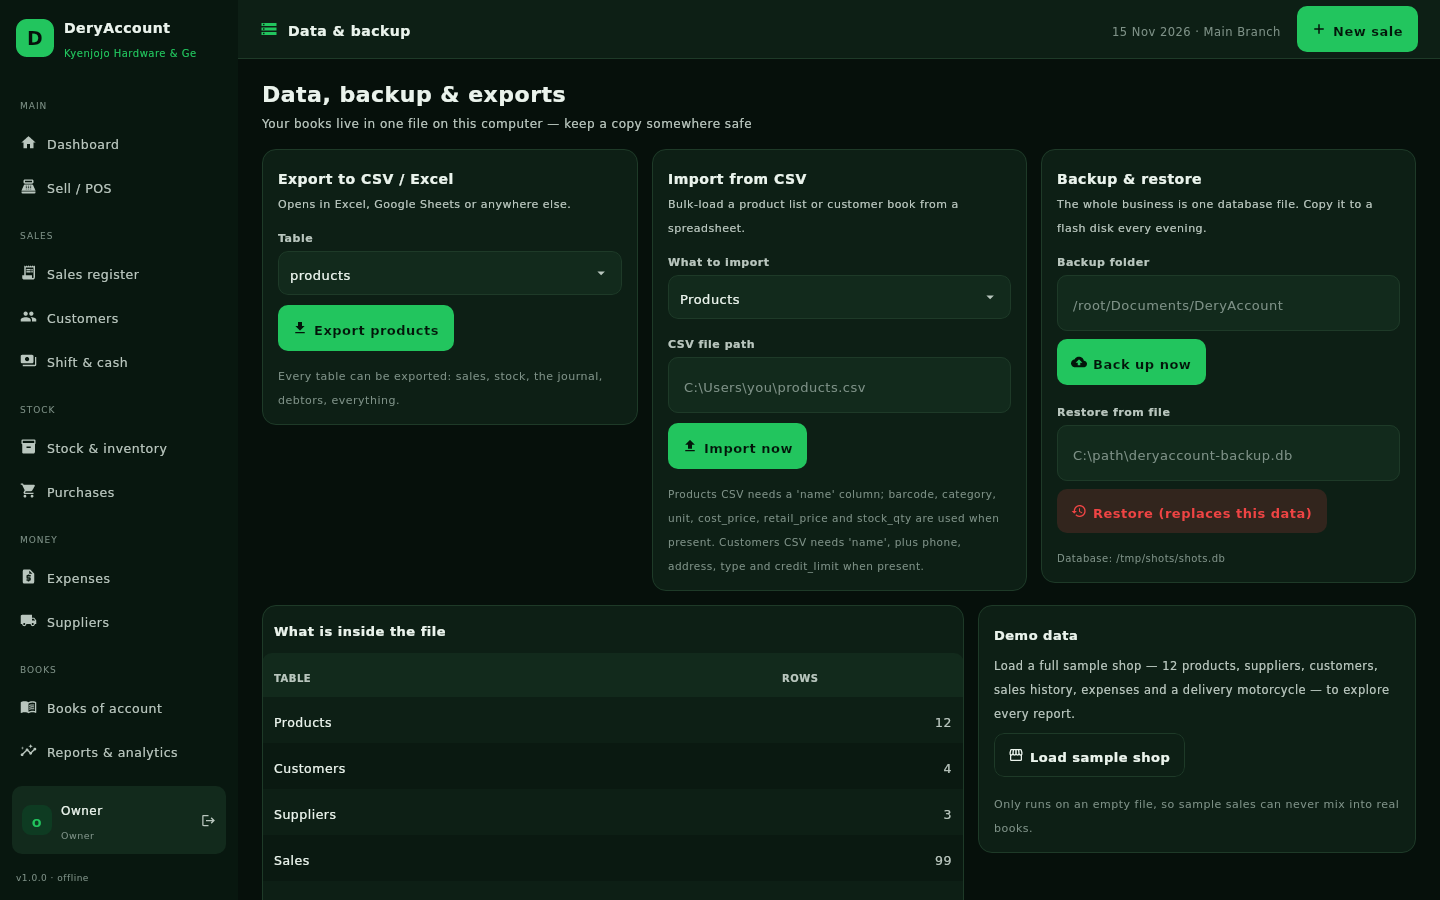 D
DeryAccount
Kyenjojo Hardware & Ge
MAIN
Dashboard
Sell / POS
SALES
Sales register
Customers
Shift & cash
STOCK
Stock & inventory
Purchases
MONEY
Expenses
Suppliers
BOOKS
Books of account
Reports & analytics
o
Owner
Owner
v1.0.0 · offline
Data & backup
15 Nov 2026 · Main Branch
New sale
Data, backup & exports
Your books live in one file on this computer — keep a copy somewhere safe
Export to CSV / Excel
Opens in Excel, Google Sheets or anywhere else.
Table
products
Export products
Every table can be exported: sales, stock, the journal,
debtors, everything.
Import from CSV
Bulk-load a product list or customer book from a
spreadsheet.
What to import
Products
CSV file path
C:\Users\you\products.csv
Import now
Products CSV needs a 'name' column; barcode, category,
unit, cost_price, retail_price and stock_qty are used when
present. Customers CSV needs 'name', plus phone,
address, type and credit_limit when present.
Backup & restore
The whole business is one database file. Copy it to a
flash disk every evening.
Backup folder
/root/Documents/DeryAccount
Back up now
Restore from file
C:\path\deryaccount-backup.db
Restore (replaces this data)
Database: /tmp/shots/shots.db
What is inside the file
TABLE ROWS
Products 12
Customers 4
Suppliers 3
Sales 99
Demo data
Load a full sample shop — 12 products, suppliers, customers,
sales history, expenses and a delivery motorcycle — to explore
every report.
Load sample shop
Only runs on an empty file, so sample sales can never mix into real
books.